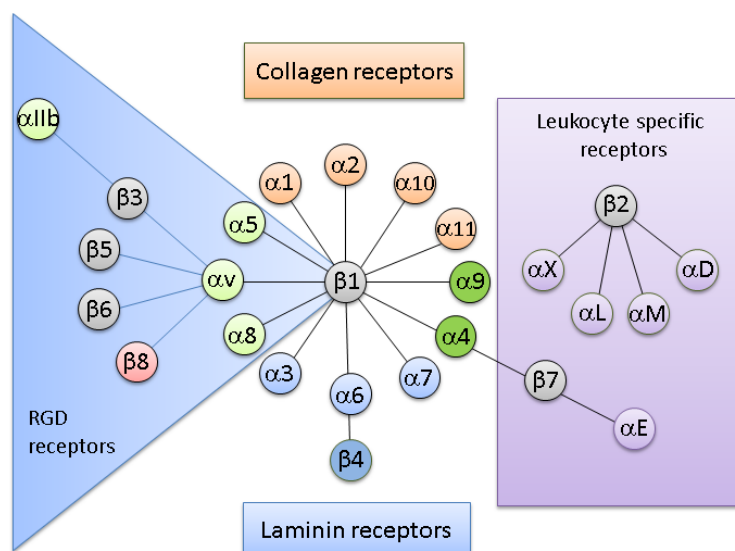 Collagen receptors
Leukocyte specific
receptors
αIIb
α2
α1
α10
β3
β2
α5
α11
β5
αv
β1
α9
αX
αD
β6
αL
αM
α8
α4
β8
α3
α6
α7
β7
RGD
receptors
αE
β4
Laminin receptors